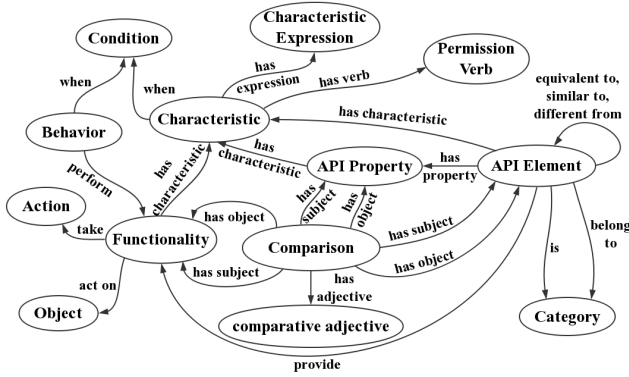 Characteristic
Expression
Condition
Permission
Verb
has
expression
has verb
equivalent to,
similar to,
different from
when
when
Characteristic
has characteristic
Behavior
has
characteristic
has
characteristic
API Property
has
property
API Element
perform
has
subject
has
object
Action
take
Functionality
has object
has subject
Comparison
has subject
has object
belong
to
is
act on
has
adjective
Object
comparative adjective
Category
provide